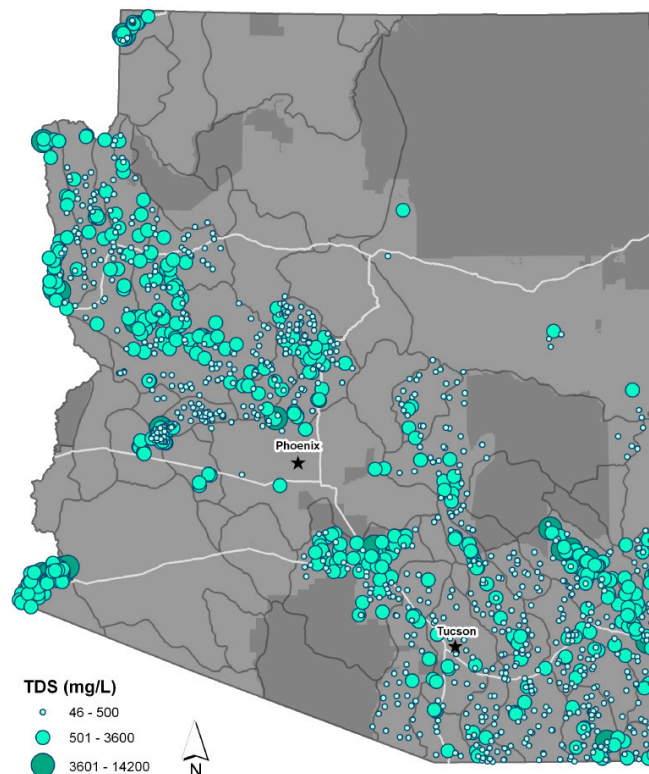 Phoenix
Tucson
TDS (mg/L)
46 - 500
501 - 3600
3601 - 14200
N